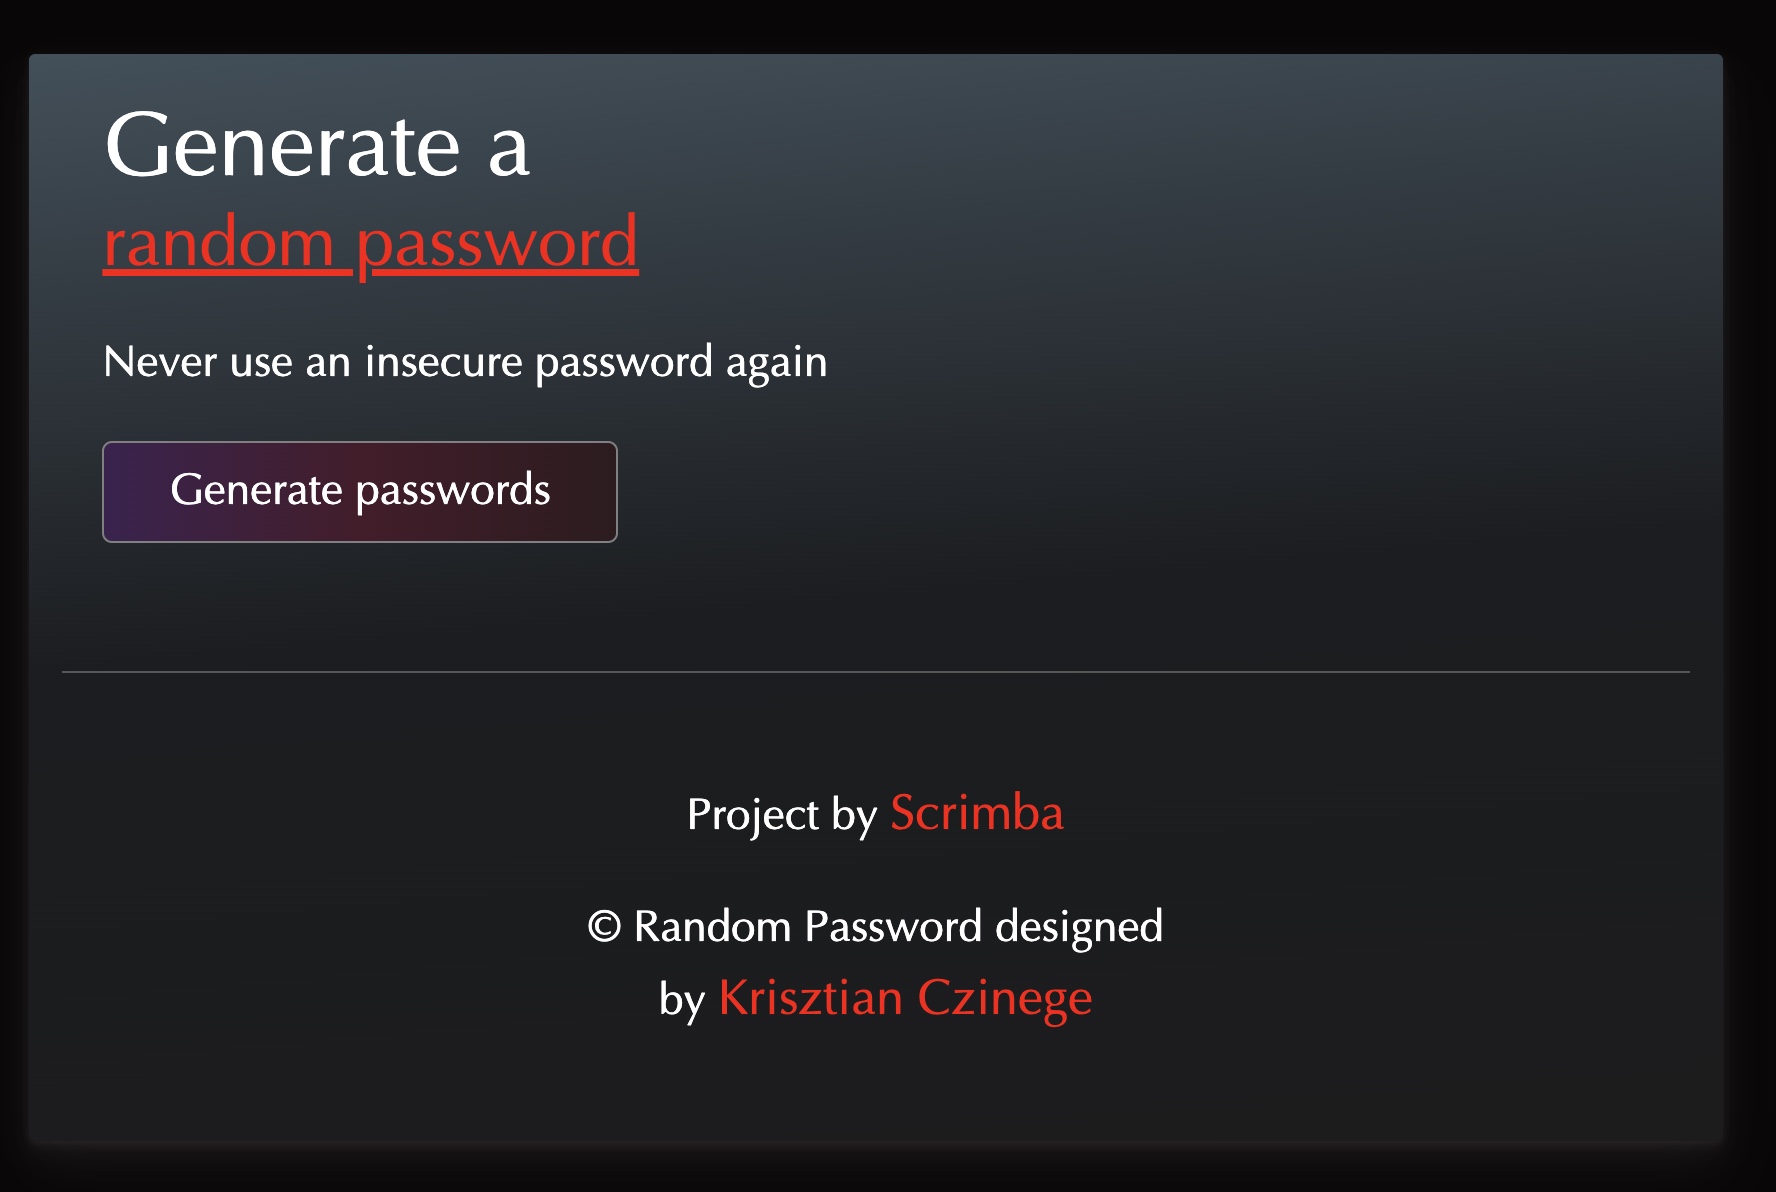 Generate a
random password
Never use an insecure password again
Generate passwords
Project by Scrimba
© Random Password designed
by Krisztian Czinege